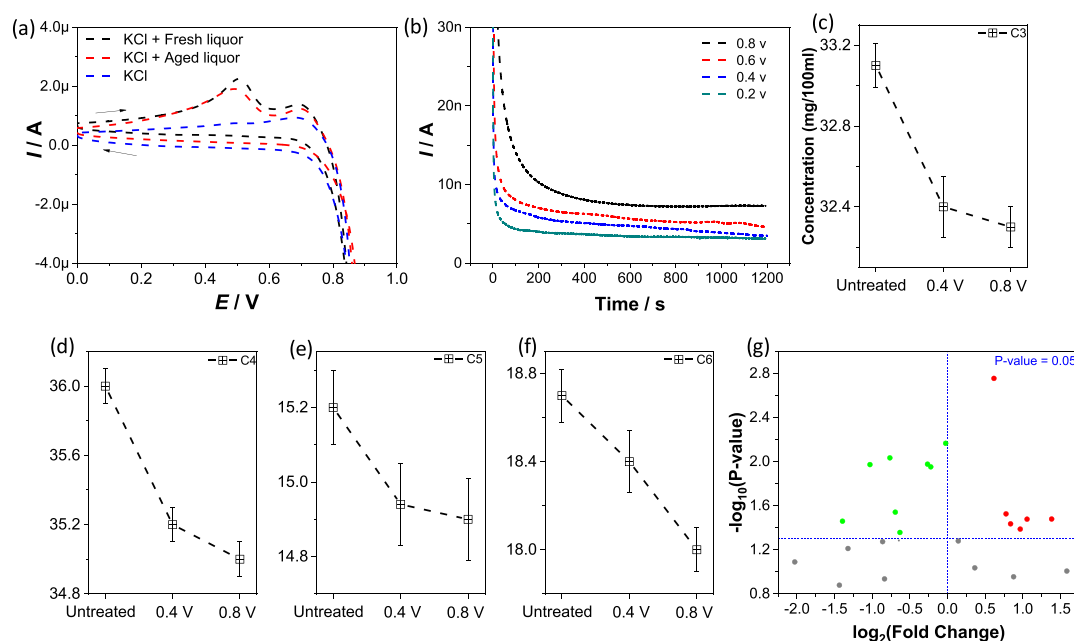 (a)
4.0µ
2.0µ
0.0
-2.0µ
-4.0µ
I / A
KCl + Fresh liquor
KCl + Aged liquor
KCl
0.0 0.2 0.4 0.6 0.8 1.0
E / V
(b)
30n
20n
10n
0
I / A
0.8 v
0.6 v
0.4 v
0.2 v
0 200 400 600 800 1000 1200
Time / s
(c)
C3
33.2
32.8
32.4
Concentration (mg/100ml)
Untreated 0.4 V 0.8 V
(d)
C4
36.0
35.6
35.2
34.8
Untreated 0.4 V 0.8 V
(e)
C5
15.2
14.8
Untreated 0.4 V 0.8 V
(f)
C6
18.8
18.4
18.0
Untreated 0.4 V 0.8 V
(g)
P-value = 0.05
2.8
2.4
2.0
1.6
1.2
0.8
-log10(P-value)
-2.0 -1.5 -1.0 -0.5 0.0 0.5 1.0 1.5
log2(Fold Change)